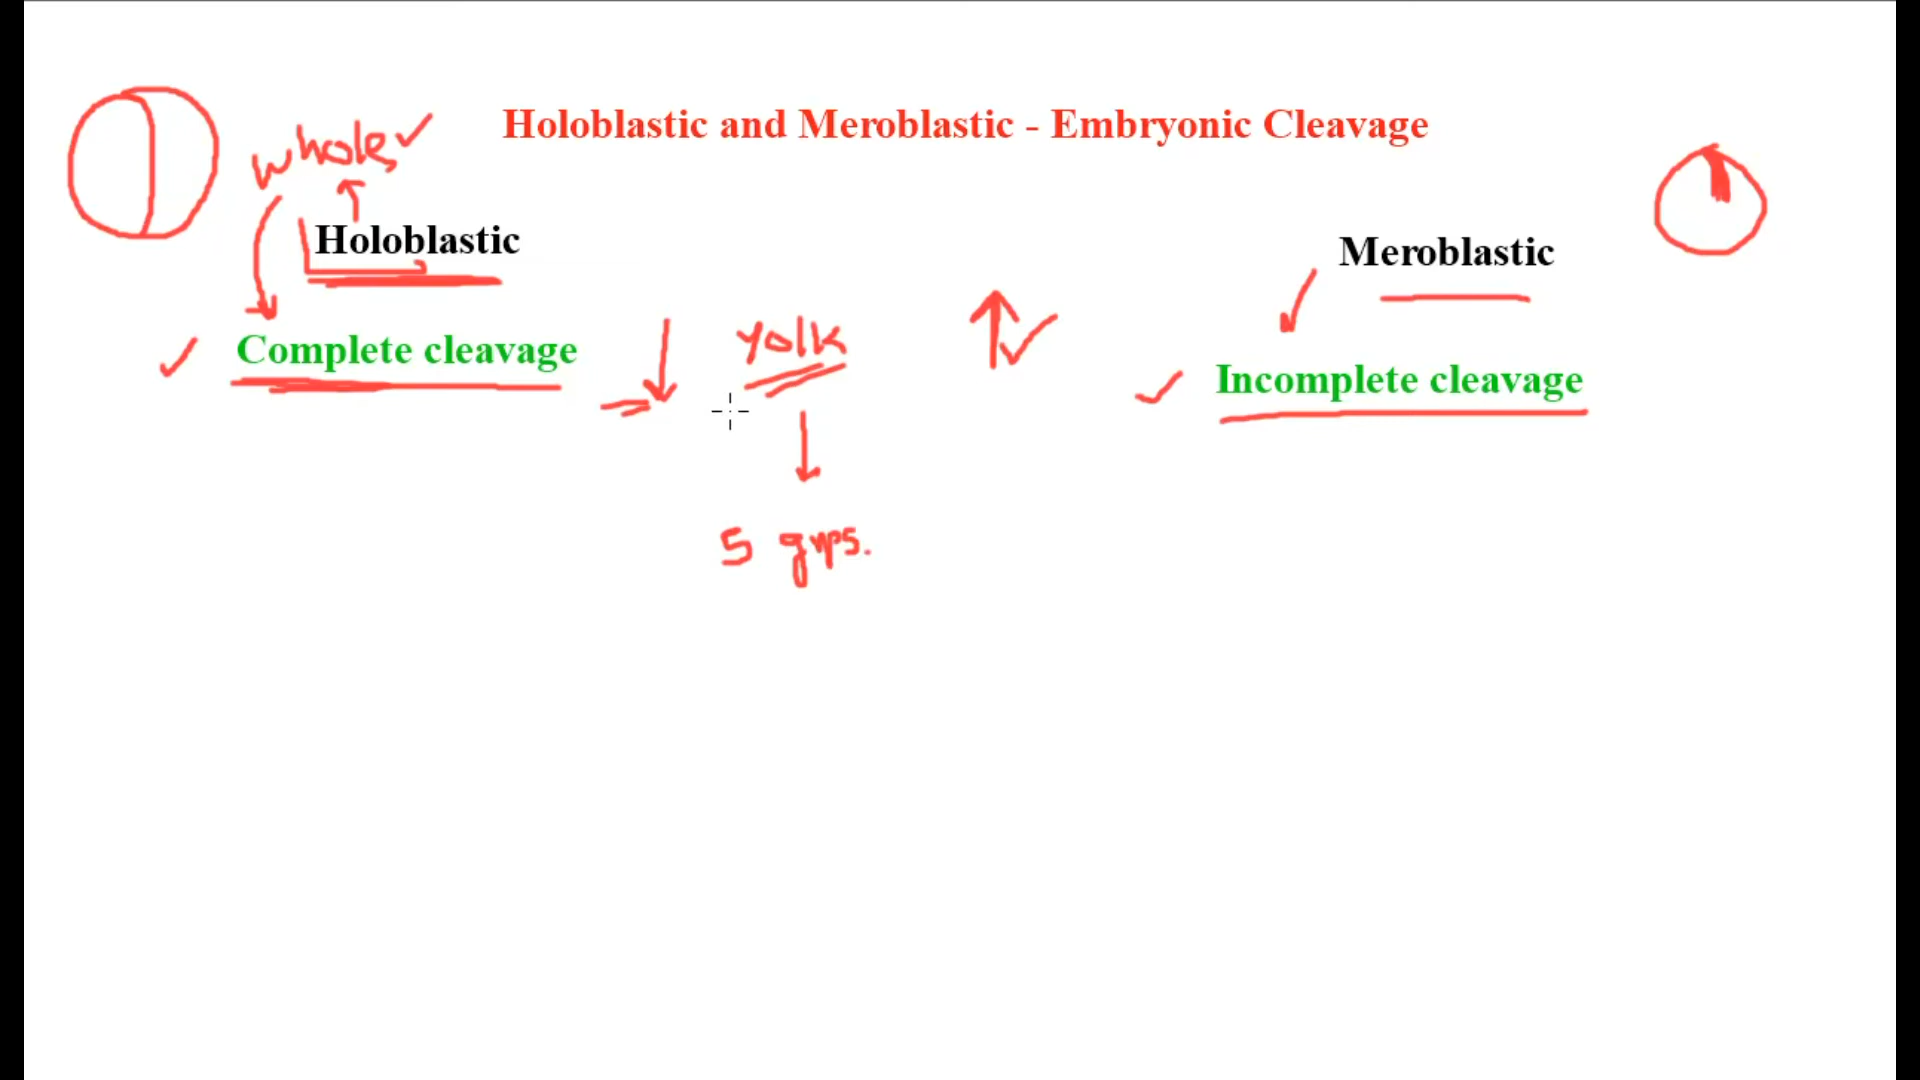 Holoblastic and Meroblastic - Embryonic Cleavage
whole
Holoblastic
Meroblastic
Complete cleavage
yolk
Incomplete cleavage
5 grps.